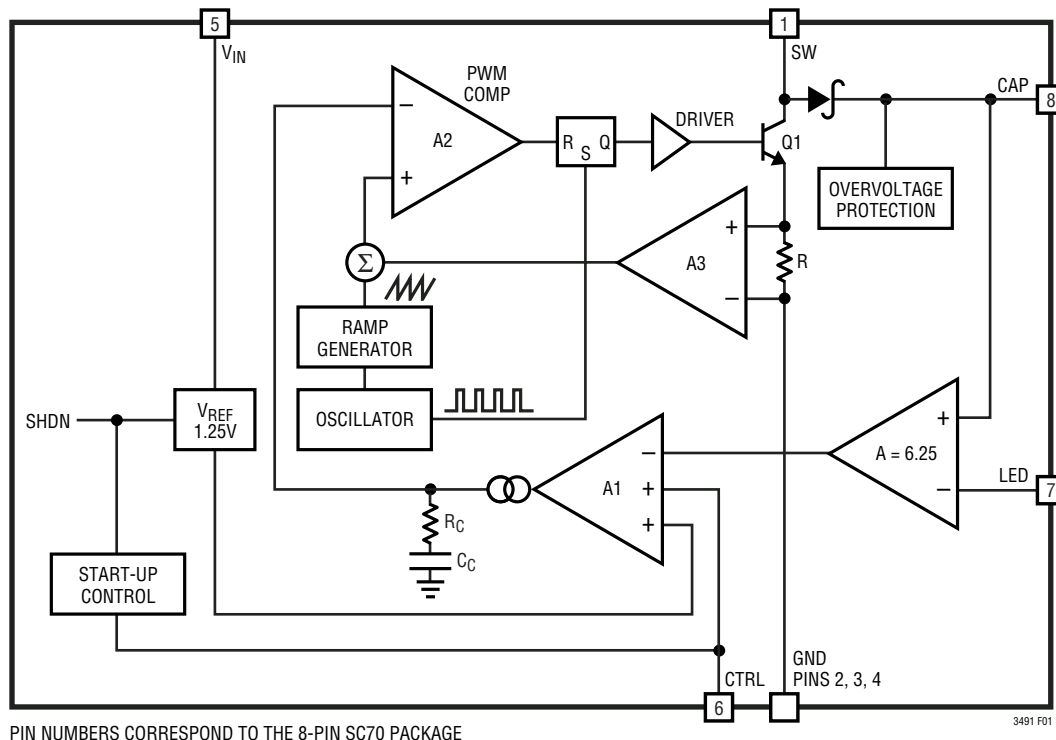 5
1
VIN
SW
PWM
COMP
CAP
8
−
A2
+
R S Q
DRIVER
Q1
OVERVOLTAGE
PROTECTION
+
A3
−
R
Σ
RAMP
GENERATOR
OSCILLATOR
SHDN
VREF
1.25V
+
A = 6.25
−
LED
7
−
A1
+
+
RC
CC
START-UP
CONTROL
CTRL
6
GND
PINS 2, 3, 4
3491 F01
PIN NUMBERS CORRESPOND TO THE 8-PIN SC70 PACKAGE